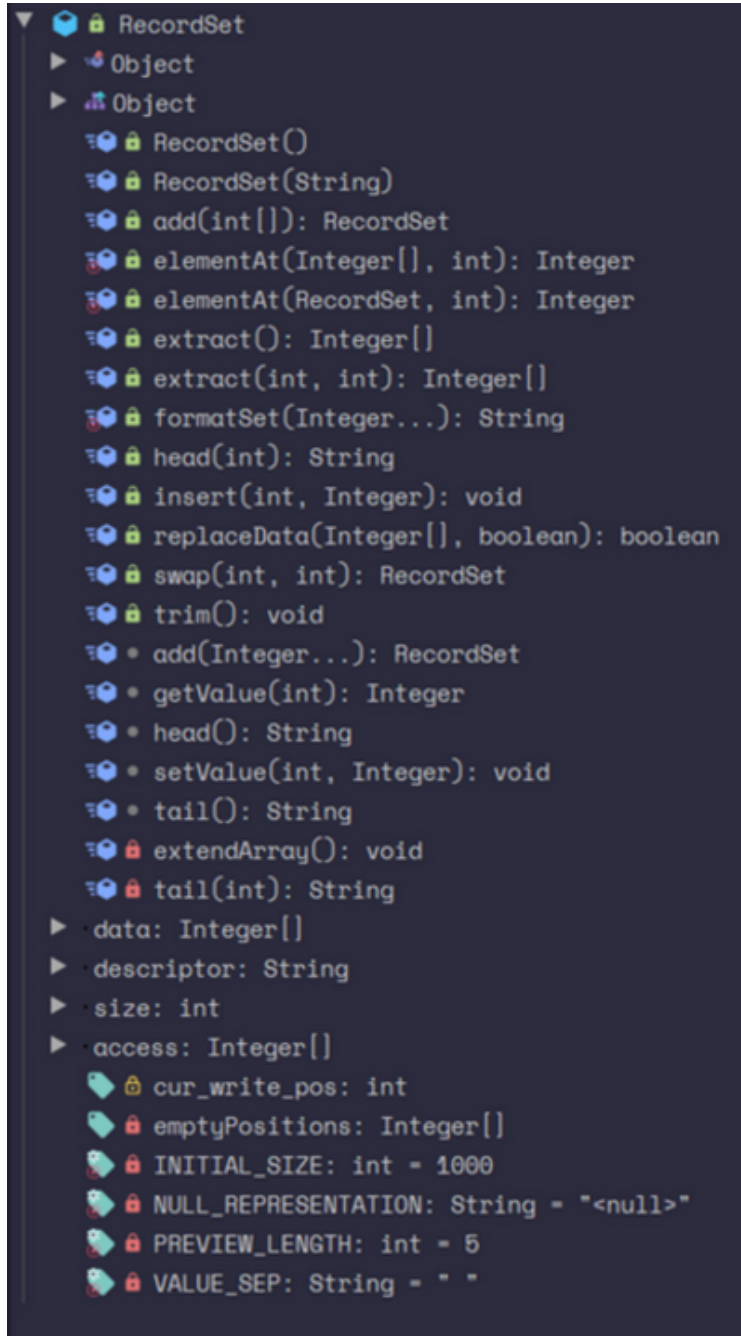 RecordSet
Object
Object
RecordSet()
RecordSet(String)
add(int[]): RecordSet
elementAt(Integer[], int): Integer
elementAt(RecordSet, int): Integer
extract(): Integer[]
extract(int, int): Integer[]
formatSet(Integer...): String
head(int): String
insert(int, Integer): void
replaceData(Integer[], boolean): boolean
swap(int, int): RecordSet
trim(): void
add(Integer...): RecordSet
getValue(int): Integer
head(): String
setValue(int, Integer): void
tail(): String
extendArray(): void
tail(int): String
data: Integer[]
descriptor: String
size: int
access: Integer[]
cur_write_pos: int
emptyPositions: Integer[]
INITIAL_SIZE: int = 1000
NULL_REPRESENTATION: String = "<null>"
PREVIEW_LENGTH: int = 5
VALUE_SEP: String = " "